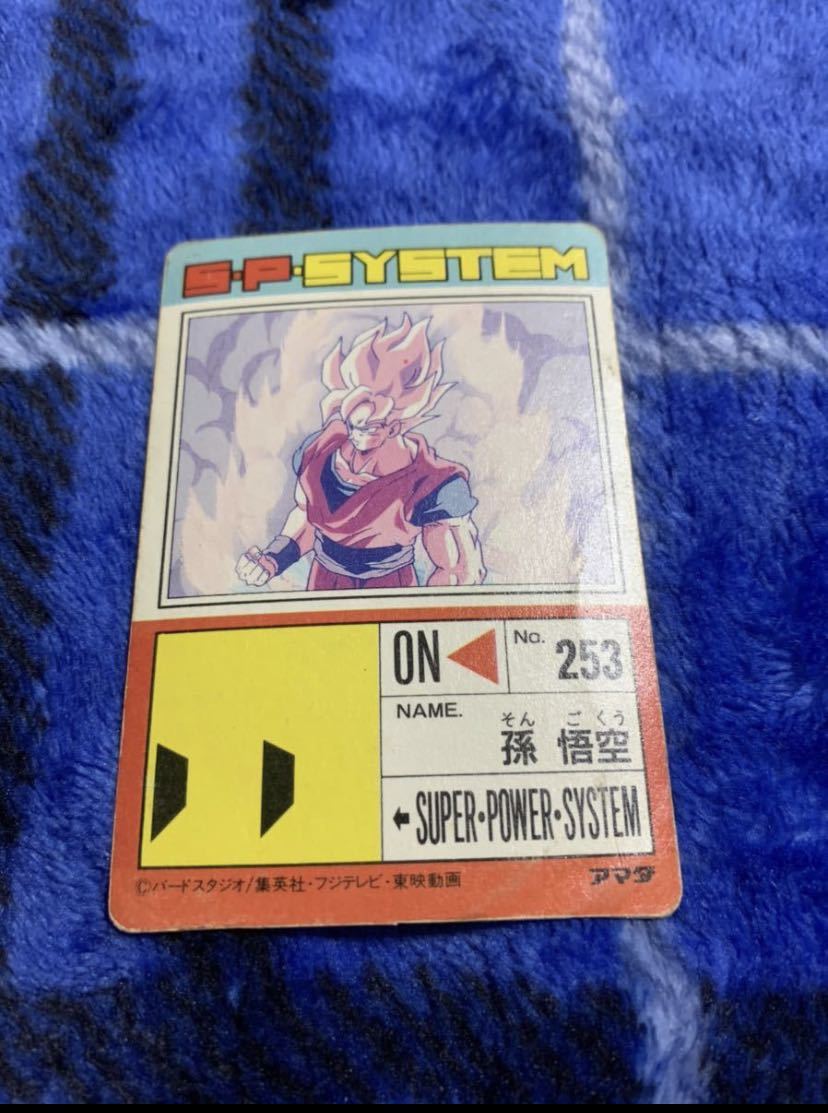 S・P・SYSTEM
ON No. 253
NAME.
そん ご くう
孫 悟空
SUPER・POWER・SYSTEM
©バードスタジオ/集英社・フジテレビ・東映動画
アマダ